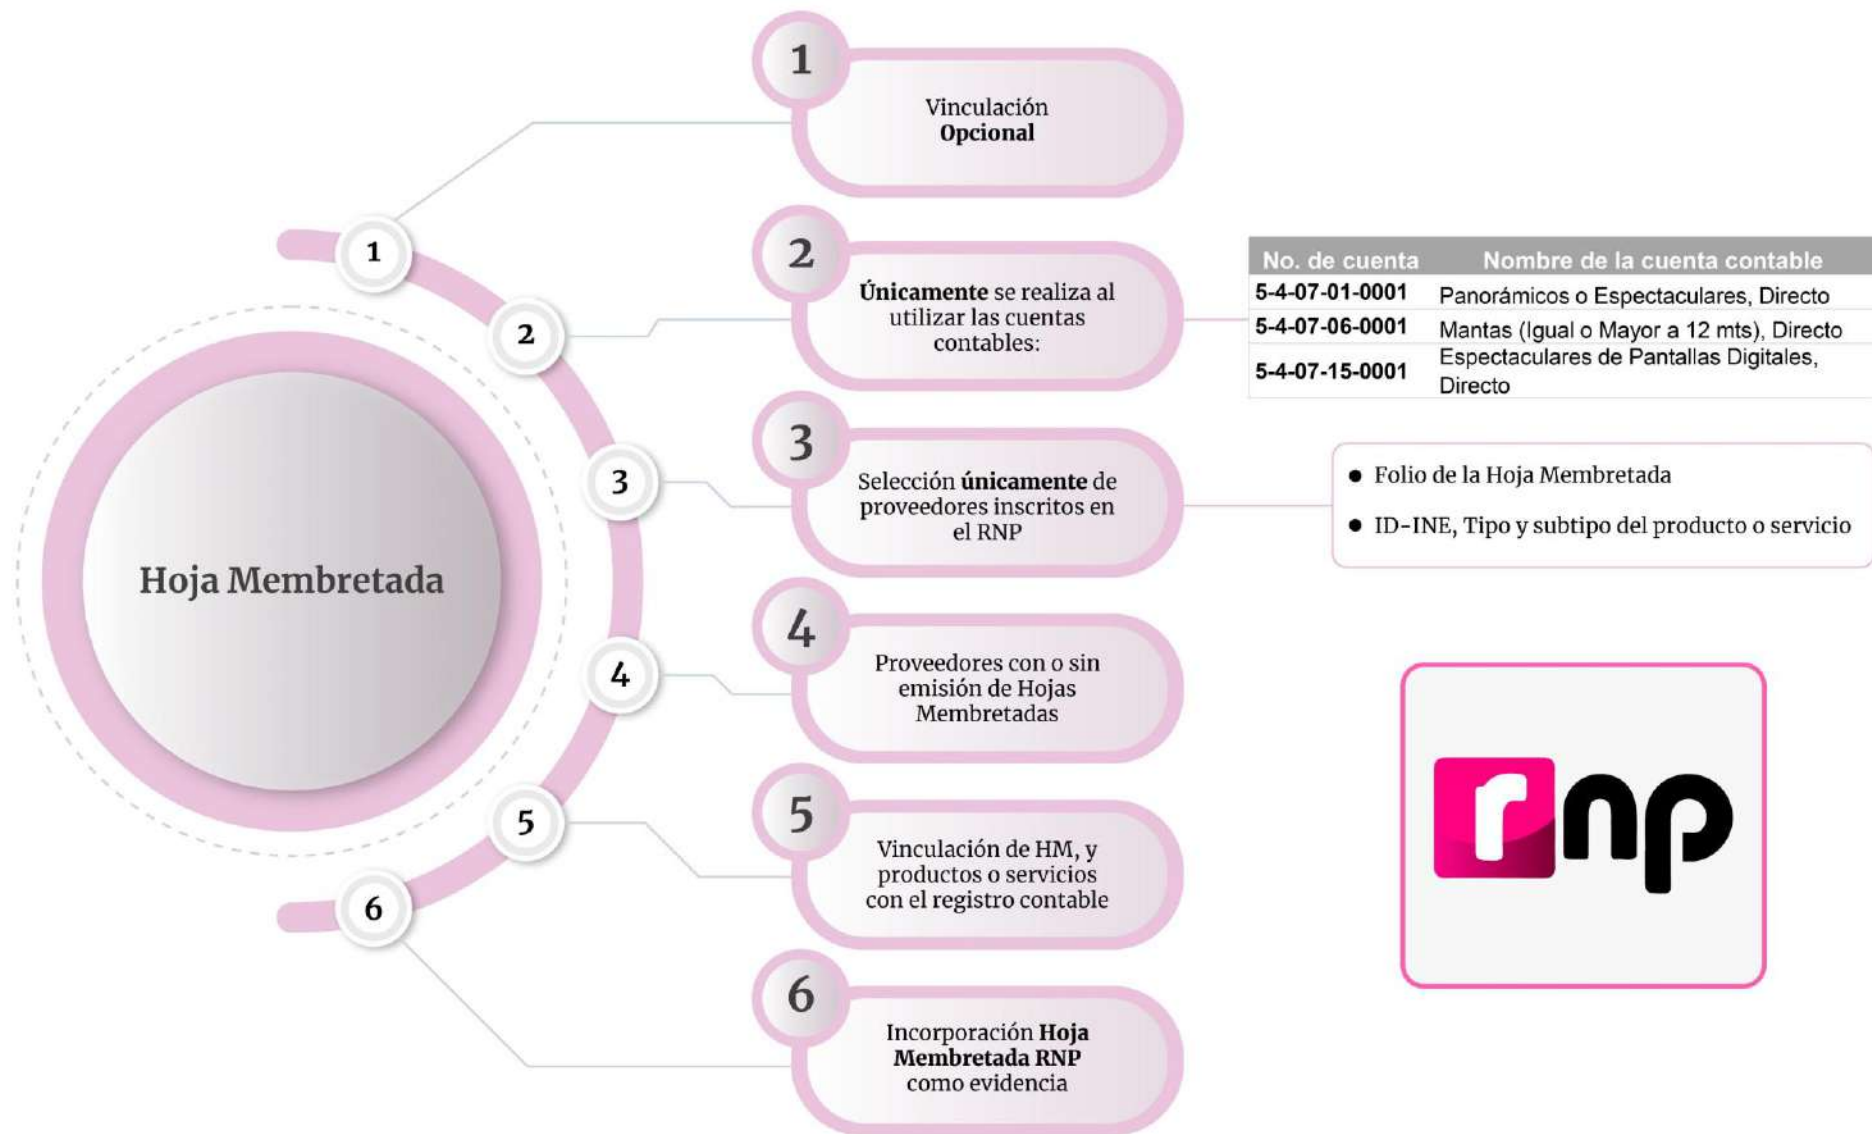 Hoja Membretada
1
2
3
4
5
6
1
Vinculación
Opcional
2
Únicamente se realiza al
utilizar las cuentas
contables:
No. de cuenta Nombre de la cuenta contable
5-4-07-01-0001 Panorámicos o Espectaculares, Directo
5-4-07-06-0001 Mantas (Igual o Mayor a 12 mts), Directo
5-4-07-15-0001 Espectaculares de Pantallas Digitales,
Directo
3
Selección únicamente de
proveedores inscritos en
el RNP
● Folio de la Hoja Membretada
● ID-INE, Tipo y subtipo del producto o servicio
4
Proveedores con o sin
emisión de Hojas
Membretadas
5
Vinculación de HM, y
productos o servicios
con el registro contable
6
Incorporación Hoja
Membretada RNP
como evidencia
rnp